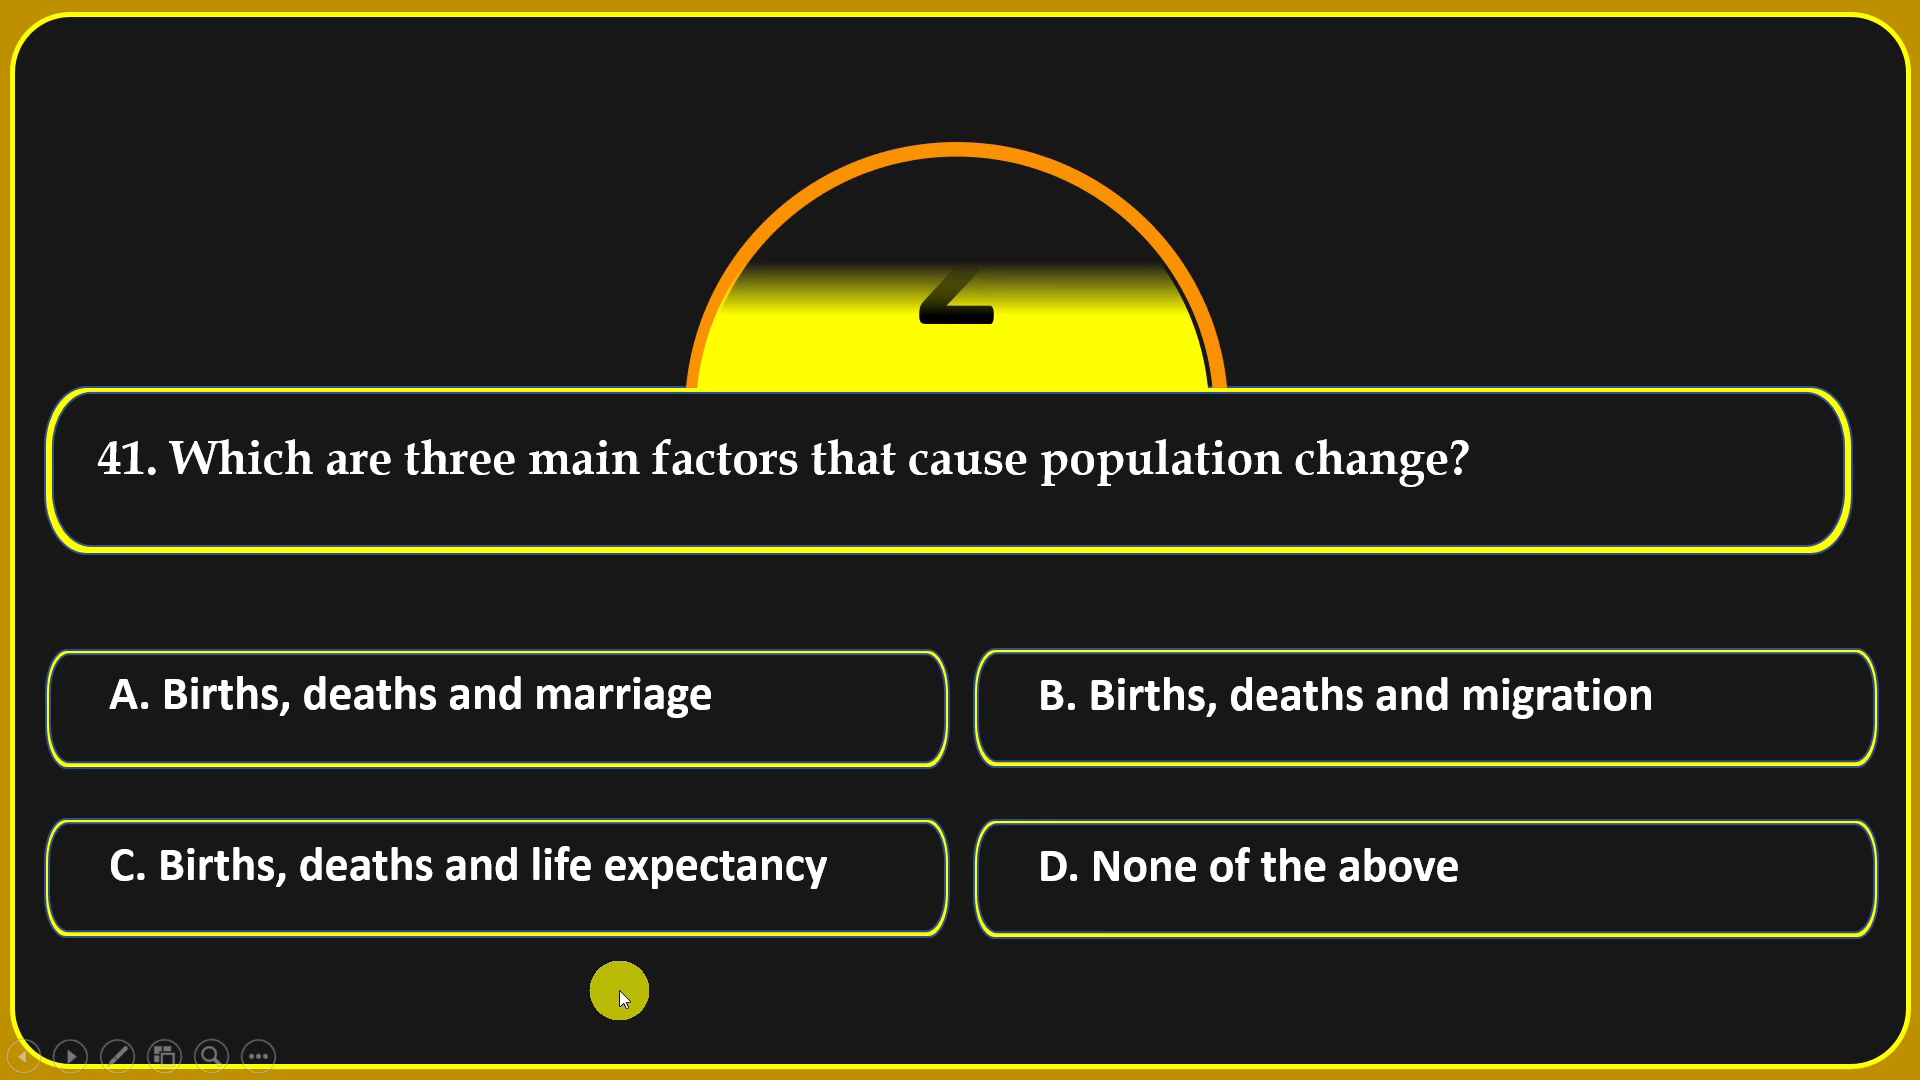 2
41. Which are three main factors that cause population change?
A. Births, deaths and marriage
B. Births, deaths and migration
C. Births, deaths and life expectancy
D. None of the above